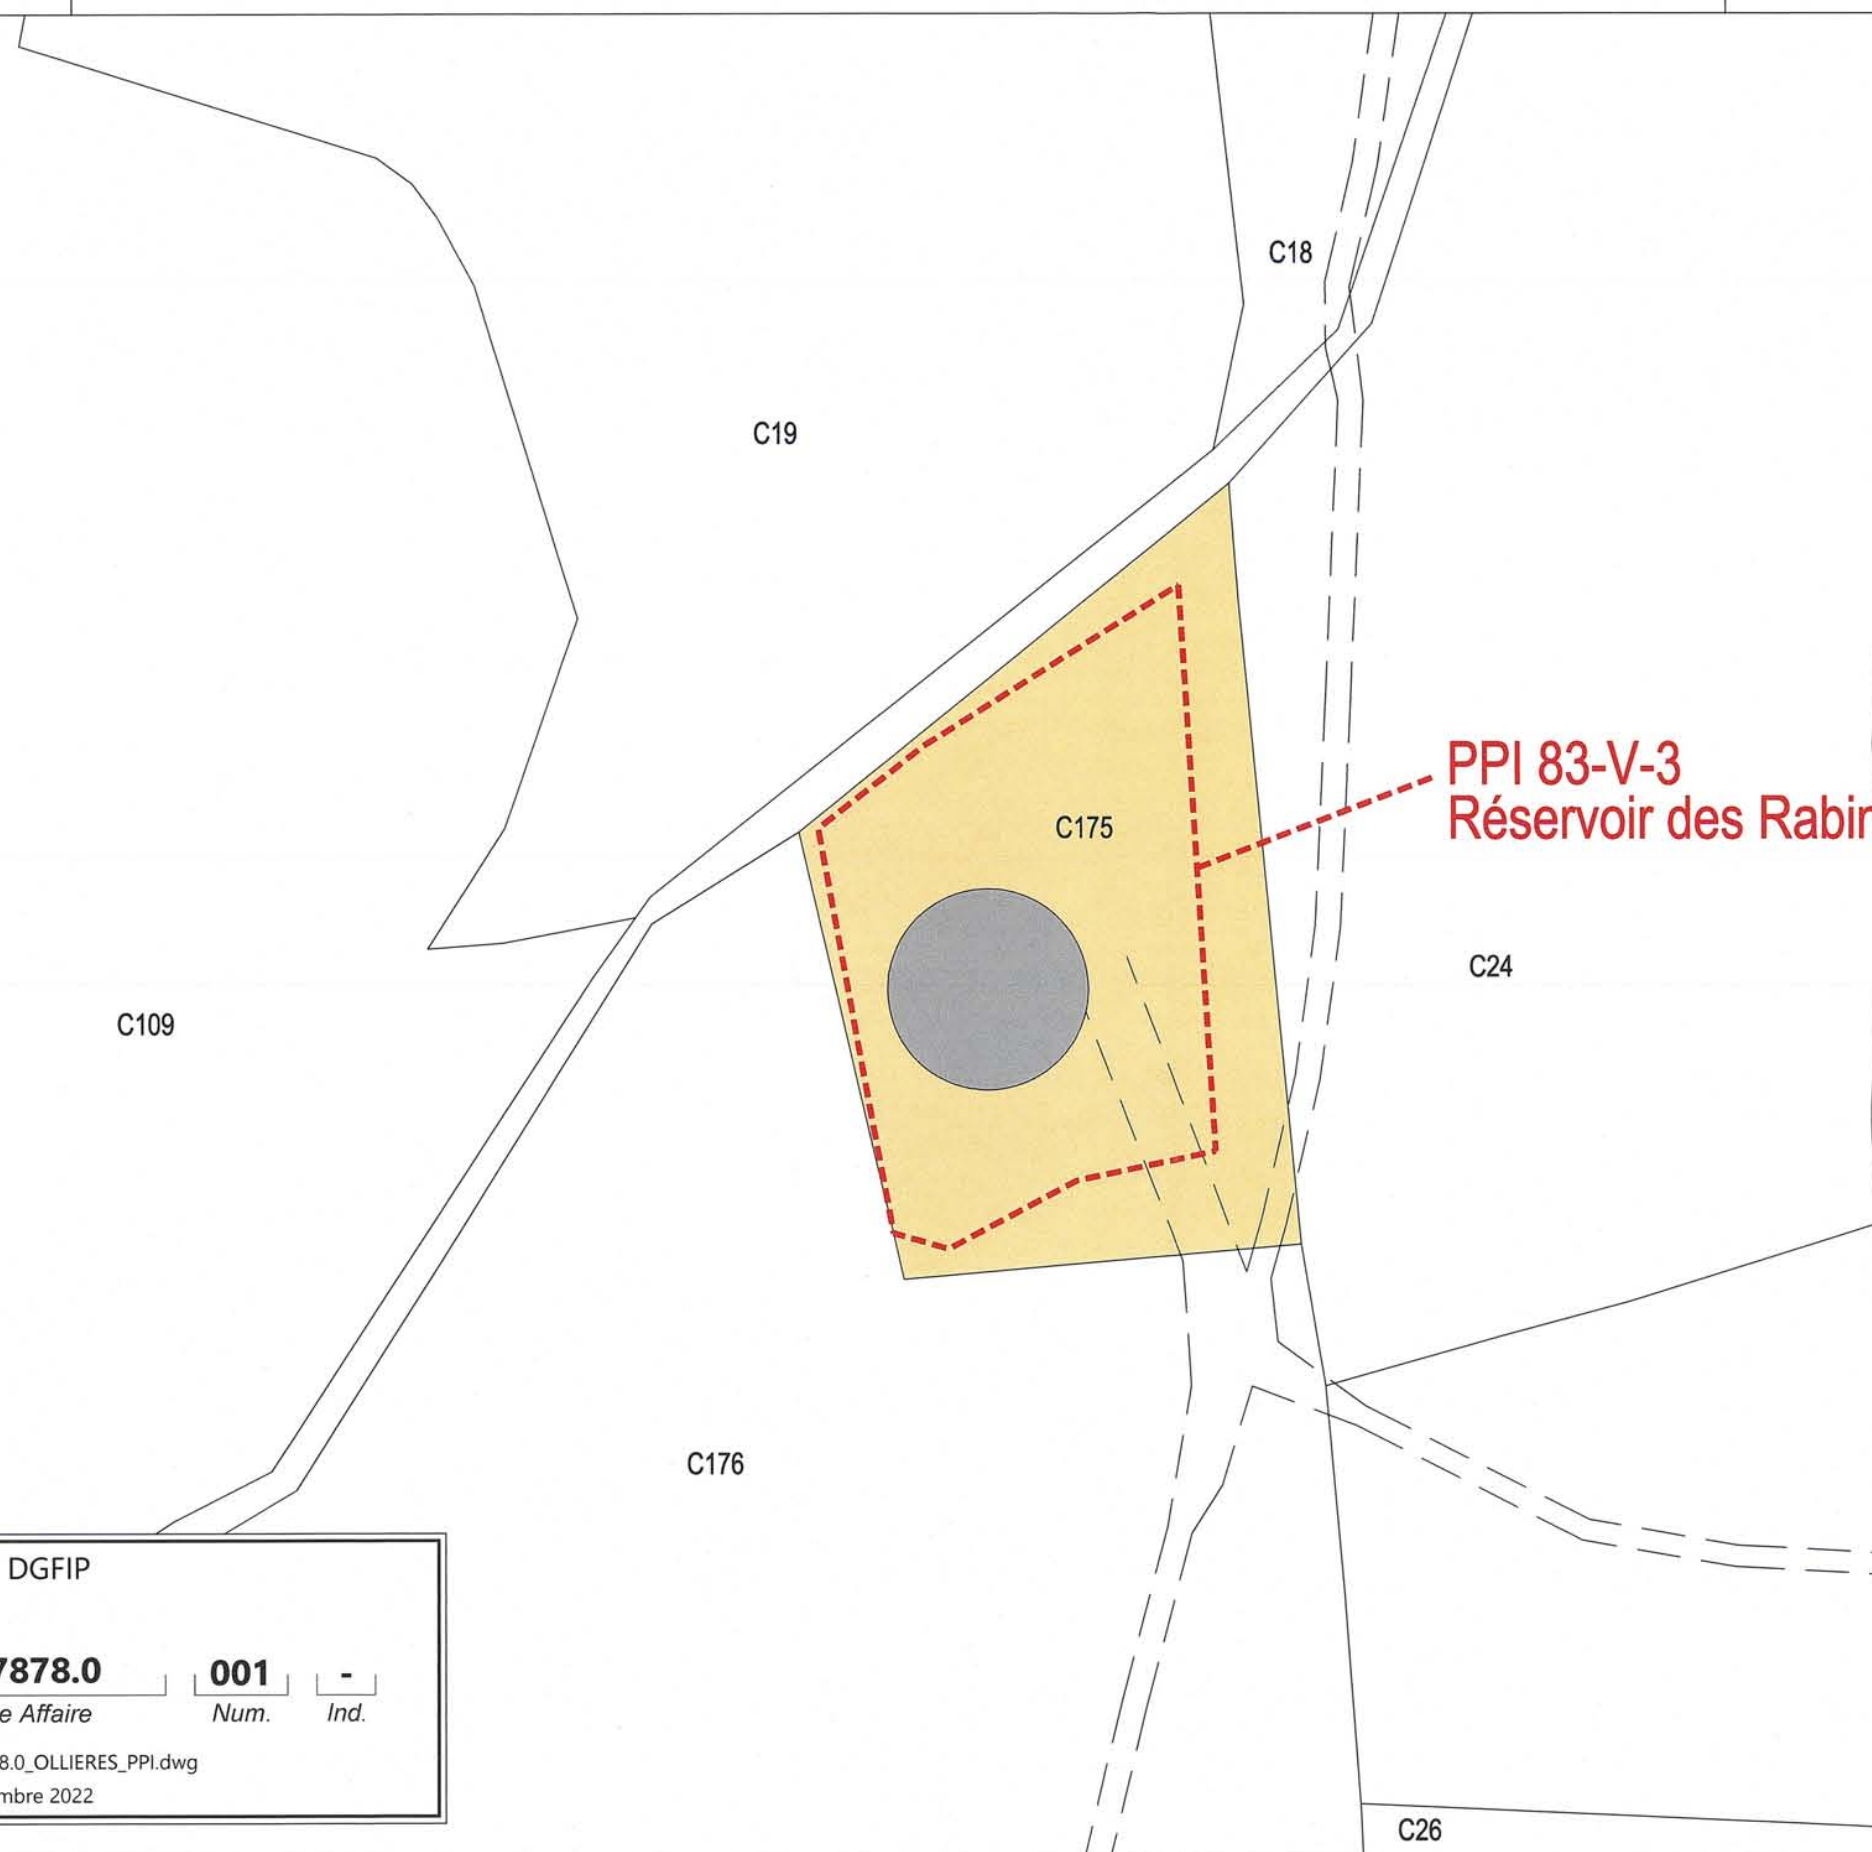 C18
C19
PPI 83-V-3
Réservoir des
C175
C24
C109
C176
DGFIP
7878.0 001 -
e Affaire Num. Ind.
8.0_OLLIERES_PPI.dwg
mbre 2022
C26